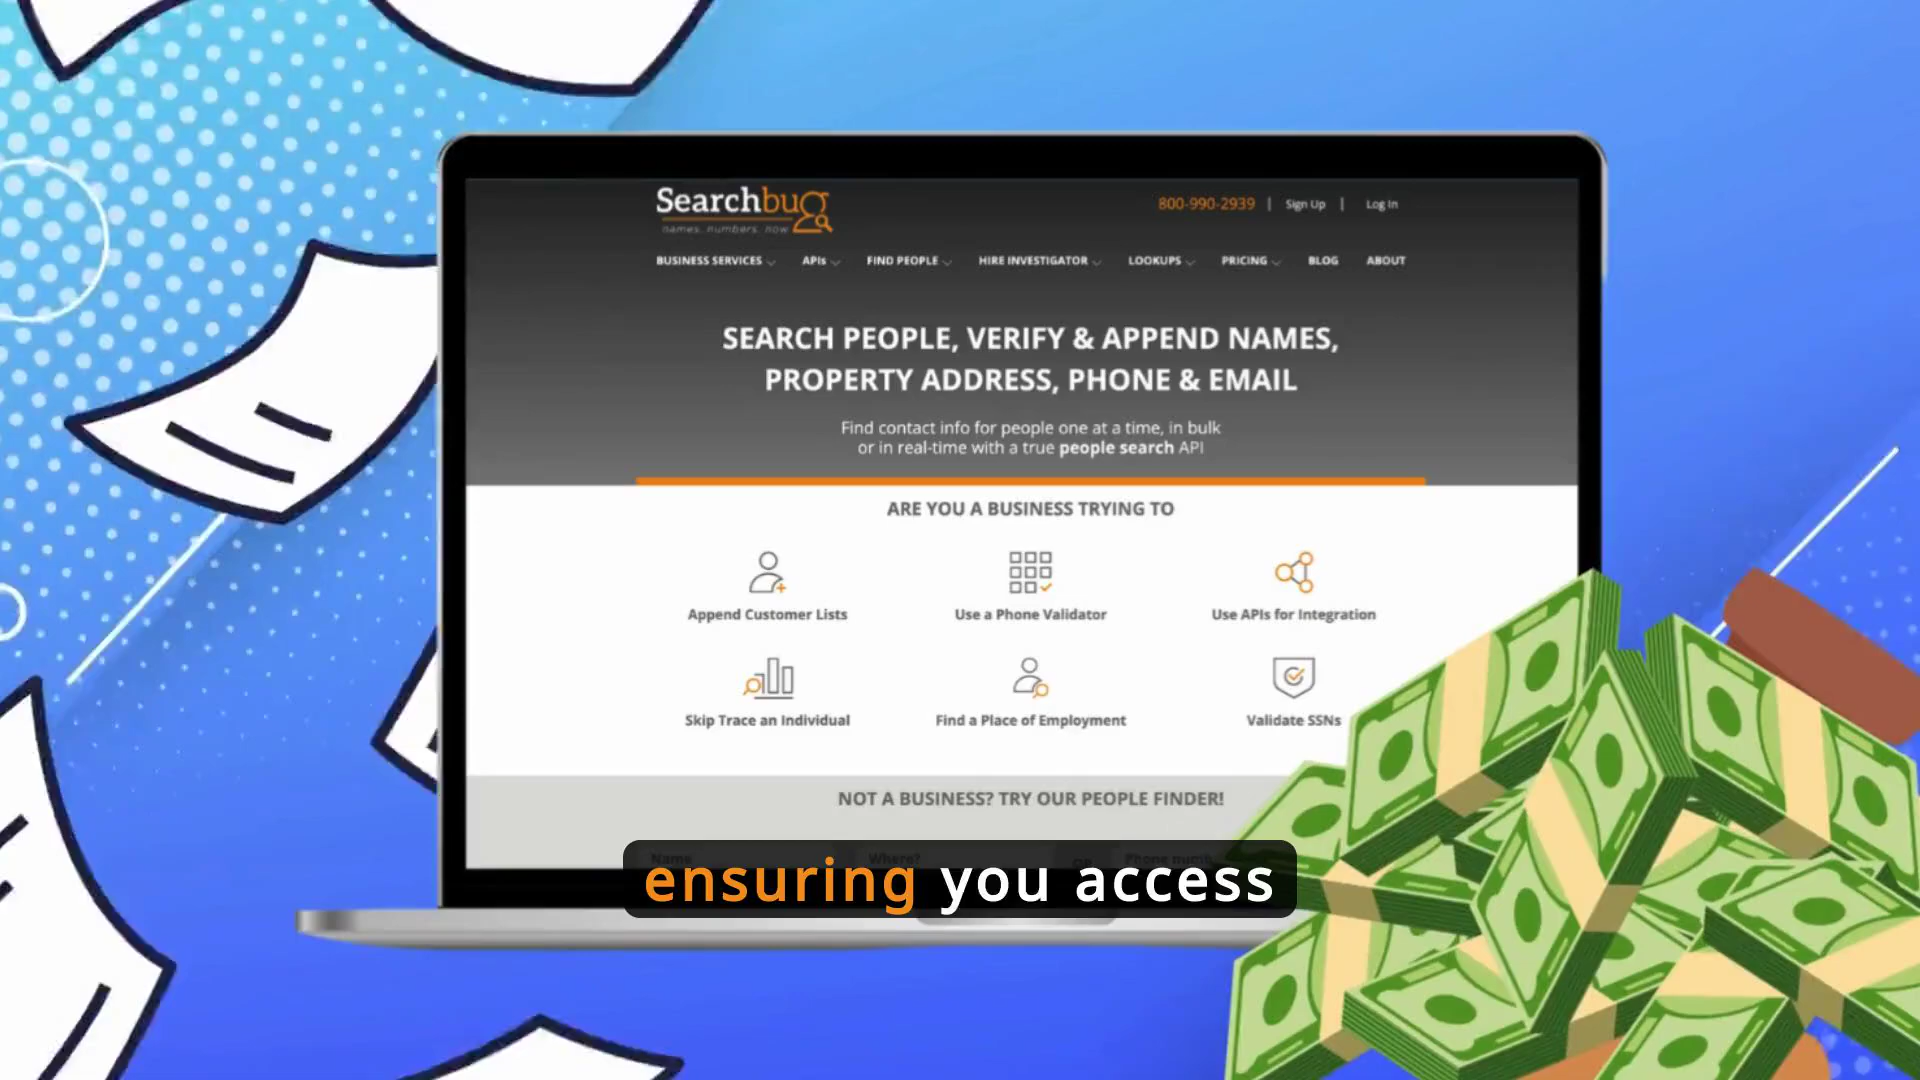 Searchbug
names. numbers. now
800-990-2939 | Sign Up | Log In
BUSINESS SERVICES APIs FIND PEOPLE HIRE INVESTIGATOR LOOKUPS PRICING BLOG ABOUT
SEARCH PEOPLE, VERIFY & APPEND NAMES,
PROPERTY ADDRESS, PHONE & EMAIL
Find contact info for people one at a time, in bulk
or in real-time with a true people search API
ARE YOU A BUSINESS TRYING TO
Append Customer Lists Use a Phone Validator Use APIs for Integration
Skip Trace an Individual Find a Place of Employment Validate SSNs
NOT A BUSINESS? TRY OUR PEOPLE FINDER!
Name Where? OR Phone
ensuring you access